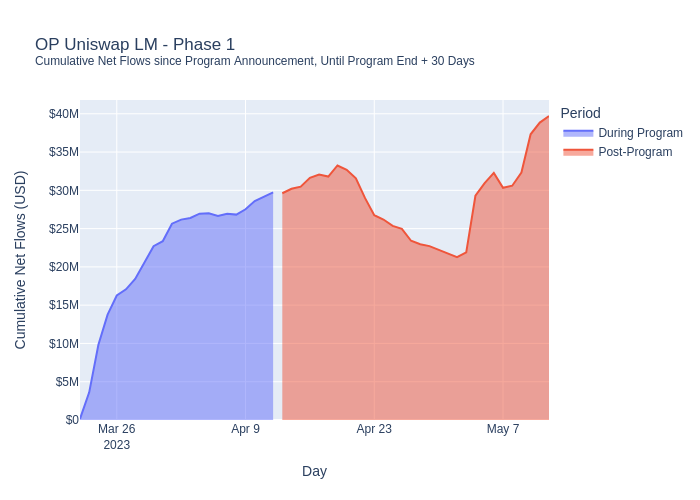 OP Uniswap LM - Phase 1
Cumulative Net Flows since Program Announcement, Until Program End + 30 Days
Period
During Program
Post-Program
Cumulative Net Flows (USD)
$40M
$35M
$30M
$25M
$20M
$15M
$10M
$5M
$0
Mar 26
2023
Apr 9
Apr 23
May 7
Day